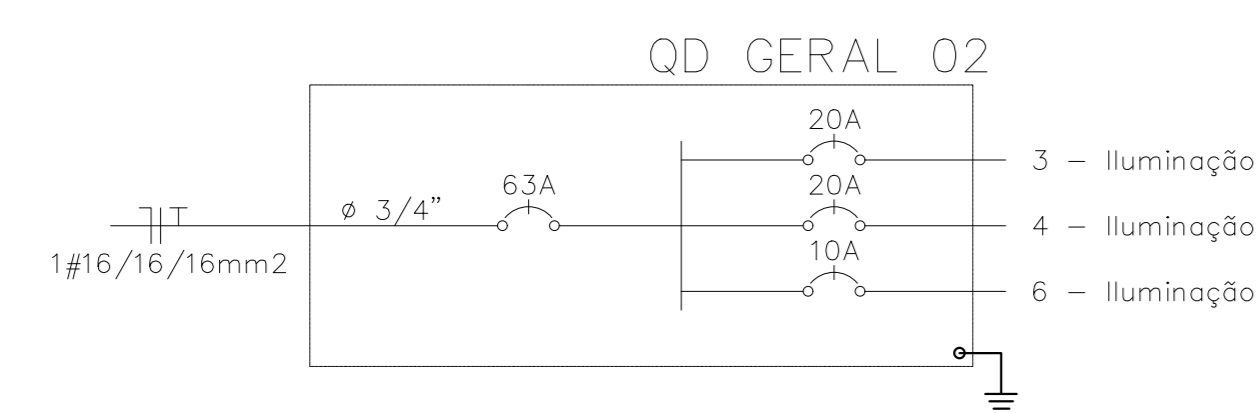 QD GERAL 02
20A
3 - Iluminação
63A
20A
ø 3/4”
4 - Iluminação
1#16/16/16mm2
10A
6 - Iluminação